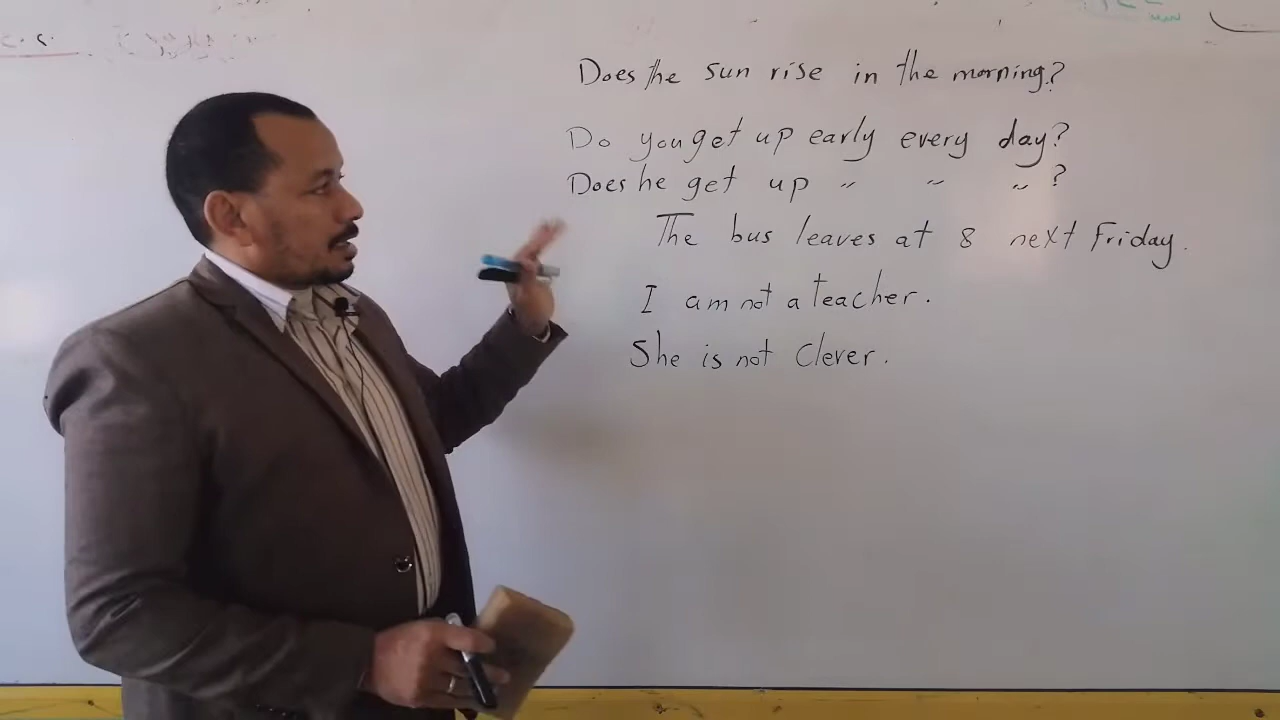 Does the sun rise in the morning?
Do you get up early every day?
Does he get up " " " ?
The bus leaves at 8 next Friday.
I am not a teacher.
She is not Clever.